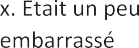 x. Etait un peu
embarrassé